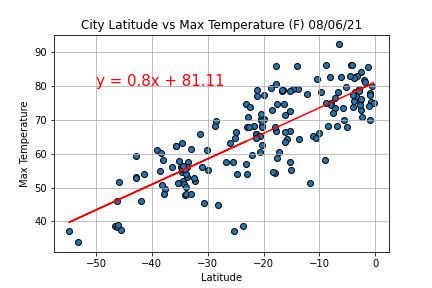 City Latitude vs Max Temperature (F) 08/06/21
90
80
70
60
50
40
Max Temperature
y = 0.8x + 81.11
−50 −40 −30 −20 −10 0
Latitude